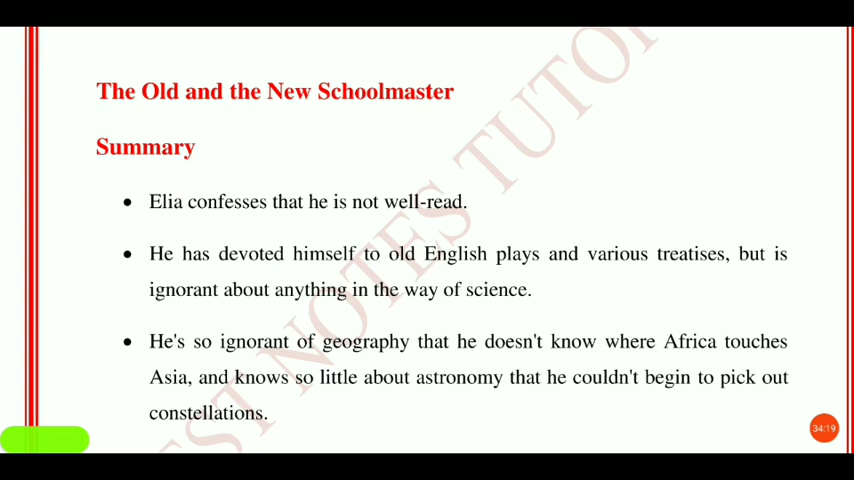 The Old and the New Schoolmaster
Summary
• Elia confesses that he is not well-read.
• He has devoted himself to old English plays and various treatises, but is
ignorant about anything in the way of science.
• He's so ignorant of geography that he doesn't know where Africa touches
Asia, and knows so little about astronomy that he couldn't begin to pick out
constellations.
EST NOTES TUTOR
34:19